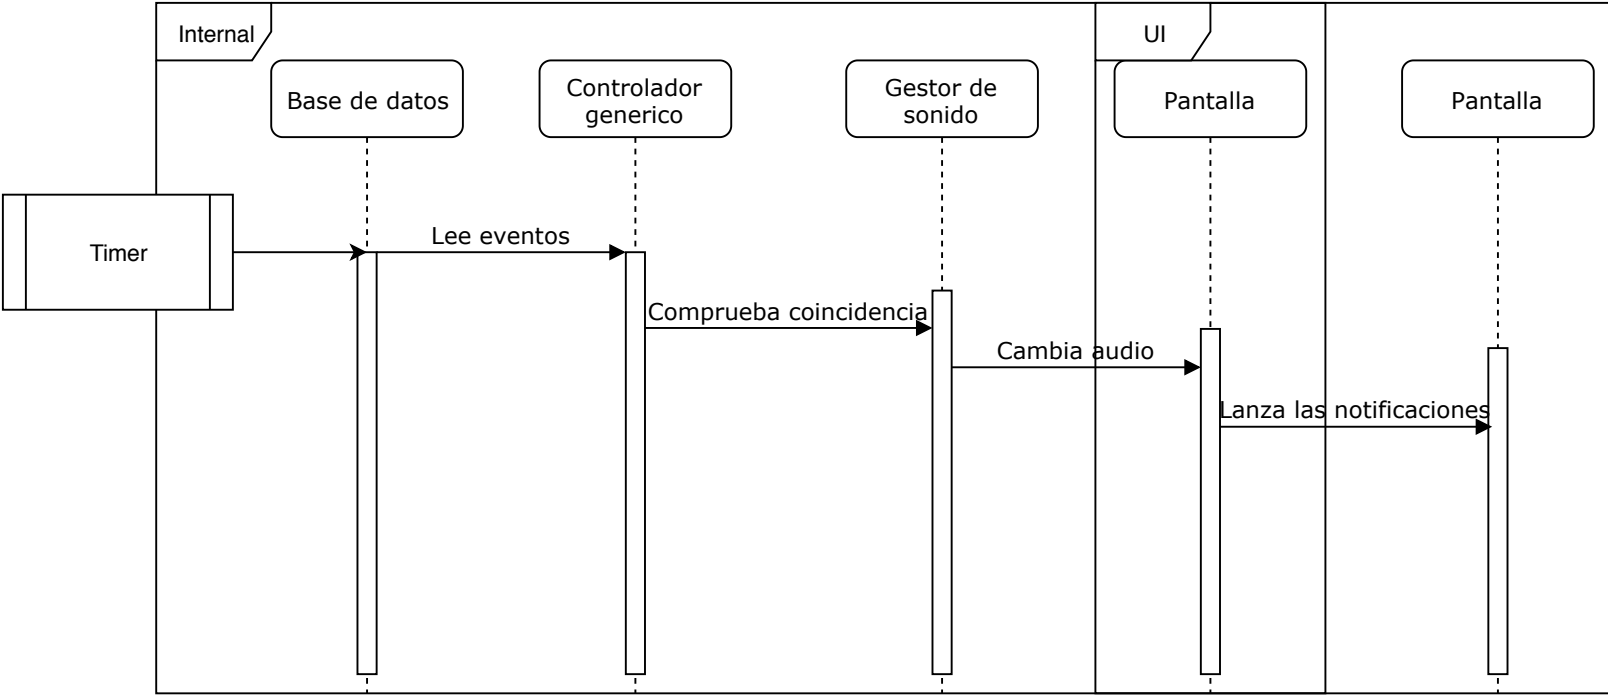 Internal
UI
Base de datos
Controlador
generico
Gestor de
sonido
Pantalla
Pantalla
Timer
Lee eventos
Comprueba coincidencia
Cambia audio
Lanza las notificaciones